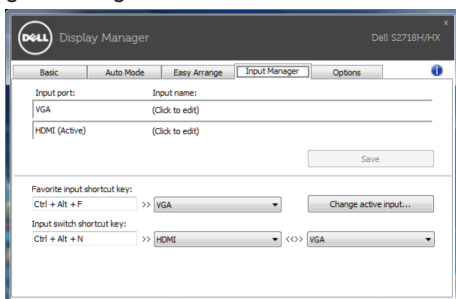 DELL Display Manager Dell S2718H/HX
Basic Auto Mode Easy Arrange Input Manager Options
Input port: Input name:
VGA (Click to edit)
HDMI (Active) (Click to edit)
Save
Favorite input shortcut key:
Ctrl + Alt + F >> VGA Change active input...
Input switch shortcut key:
Ctrl + Alt + N >> HDMI <<>> VGA